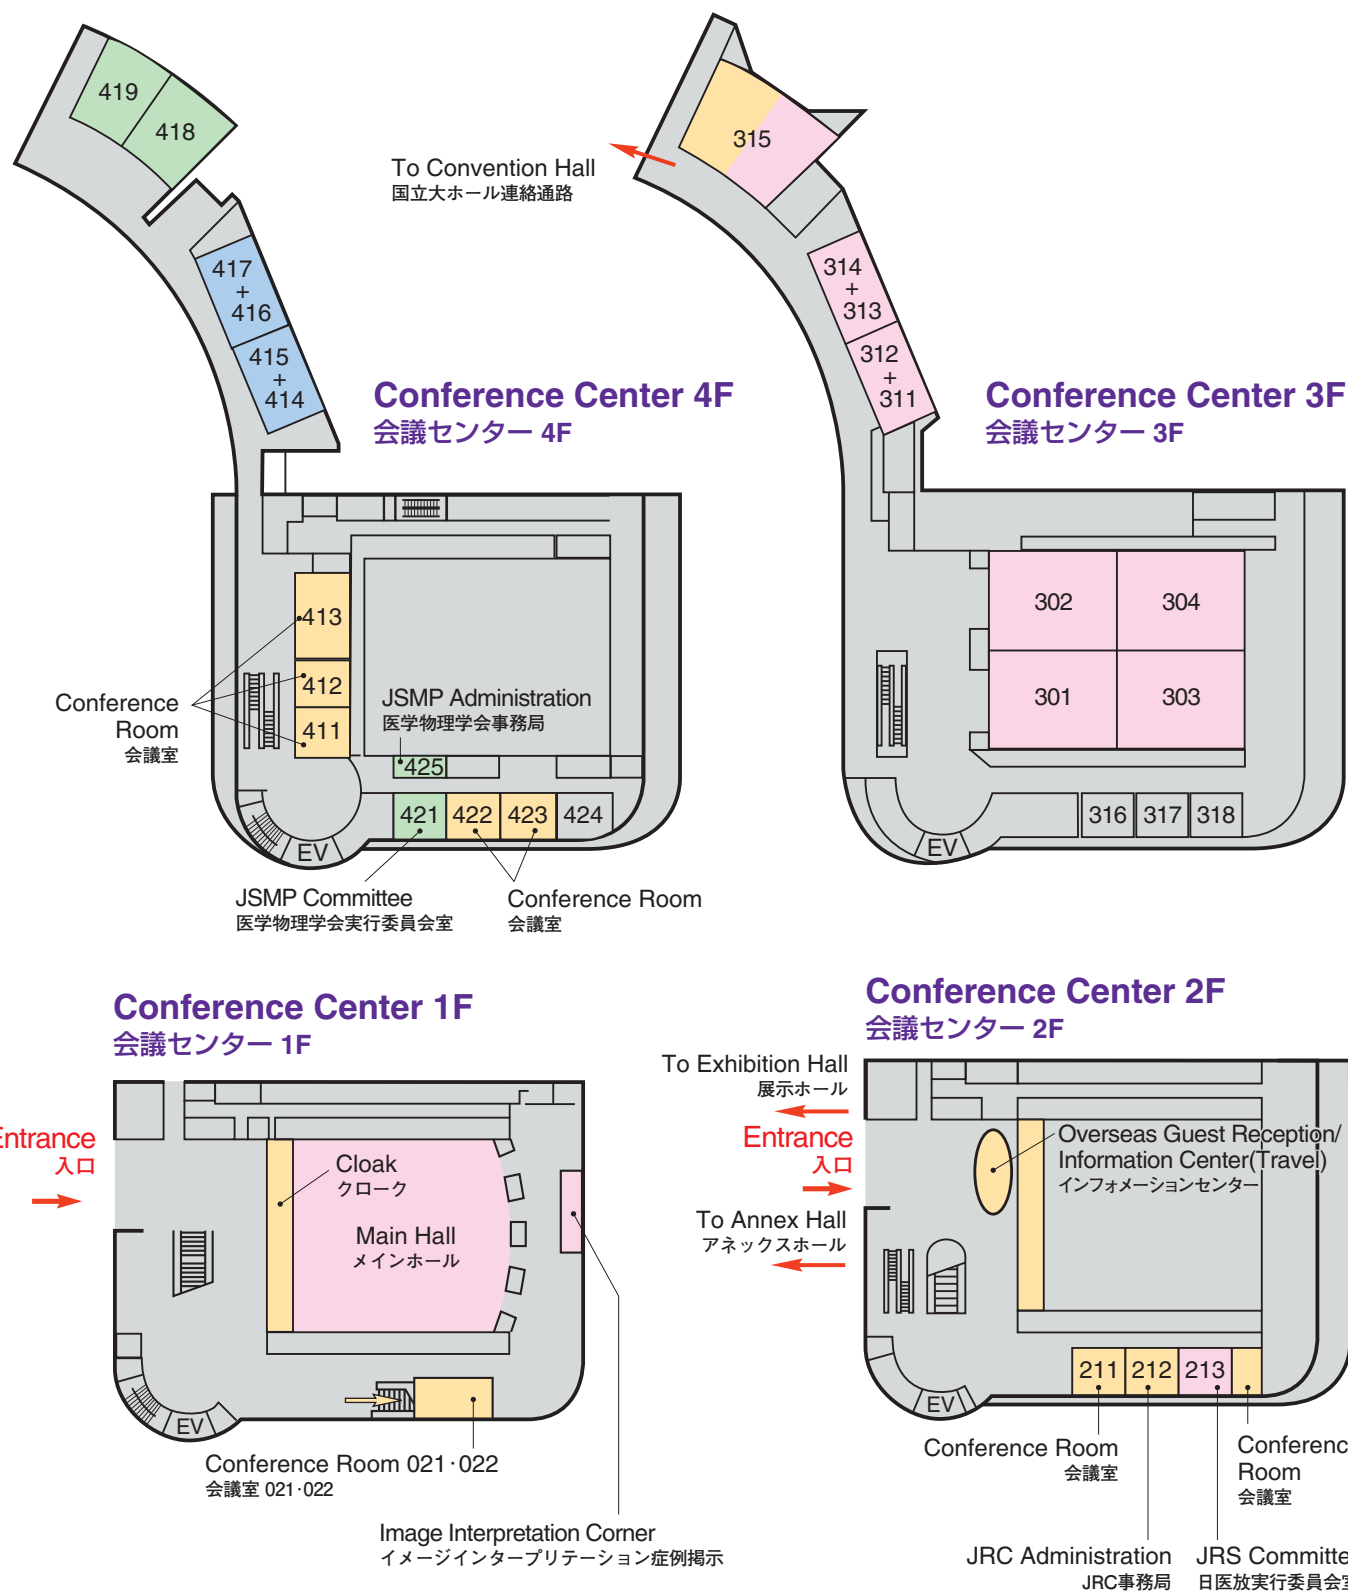 419
418
417
+
416
415
+
414
Conference Center 4F
会議センター 4F
413
412
411
Conference
Room
会議室
JSMP Administration
医学物理学会事務局
425
421
422
423
424
EV
JSMP Committee
医学物理学会実行委員会室
Conference Room
会議室
To Convention Hall
国立大ホール連絡通路
315
314
+
313
312
+
311
Conference Center 3F
会議センター 3F
302
304
301
303
316
317
318
EV
Conference Center 1F
会議センター 1F
Entrance
入口
Cloak
クローク
Main Hall
メインホール
EV
Conference Room 021·022
会議室 021·022
Image Interpretation Corner
イメージインタープリテーション症例掲示
Conference Center 2F
会議センター 2F
To Exhibition Hall
展示ホール
Entrance
入口
To Annex Hall
アネックスホール
Overseas Guest Reception/
Information Center(Travel)
インフォメーションセンター
211
212
213
EV
Conference Room
会議室
Conferenc
Room
会議室
JRC Administration
JRC事務局
JRS Committe
日医放実行委員会室